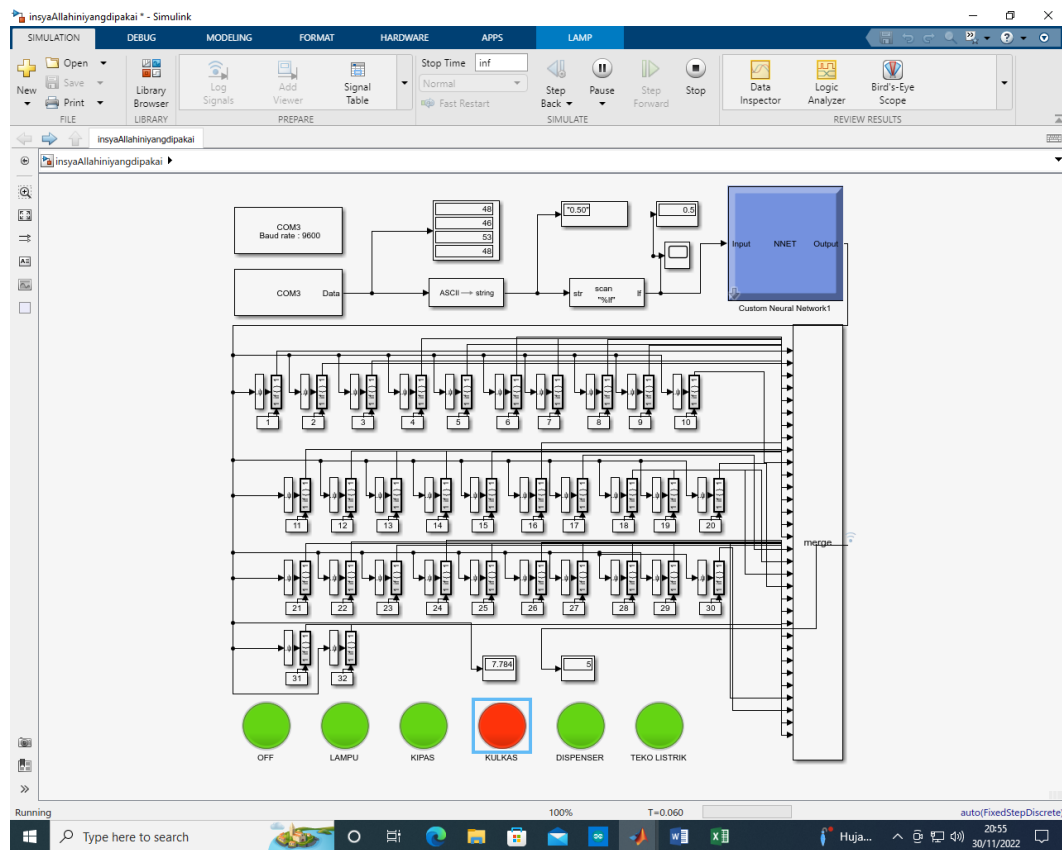 insyaAllahiniyangdipakai * - Simulink
SIMULATION DEBUG MODELING FORMAT HARDWARE APPS LAMP
New
Open
Save
Print
FILE
Library Browser
LIBRARY
Log Signals
Add Viewer
Signal Table
PREPARE
Stop Time inf
Normal
Fast Restart
Step Back
Pause
Step Forward
Stop
SIMULATE
Data Inspector
Logic Analyzer
Bird's-Eye Scope
REVIEW RESULTS
insyaAllahiniyangdipakai
insyaAllahiniyangdipakai
COM3
Baud rate : 9600
48
46
53
48
"0.50"
0.5
COM3 Data
ASCII string
str scan "%lf" lf
Input NNET Output
Custom Neural Network1
1 2 3 4 5 6 7 8 9 10
11 12 13 14 15 16 17 18 19 20
merge
21 22 23 24 25 26 27 28 29 30
31 32
7.784
5
OFF LAMPU KIPAS KULKAS DISPENSER TEKO LISTRIK
Running 100% T=0.060 auto(FixedStepDiscrete)
Type here to search
Huja...
20:55
30/11/2022